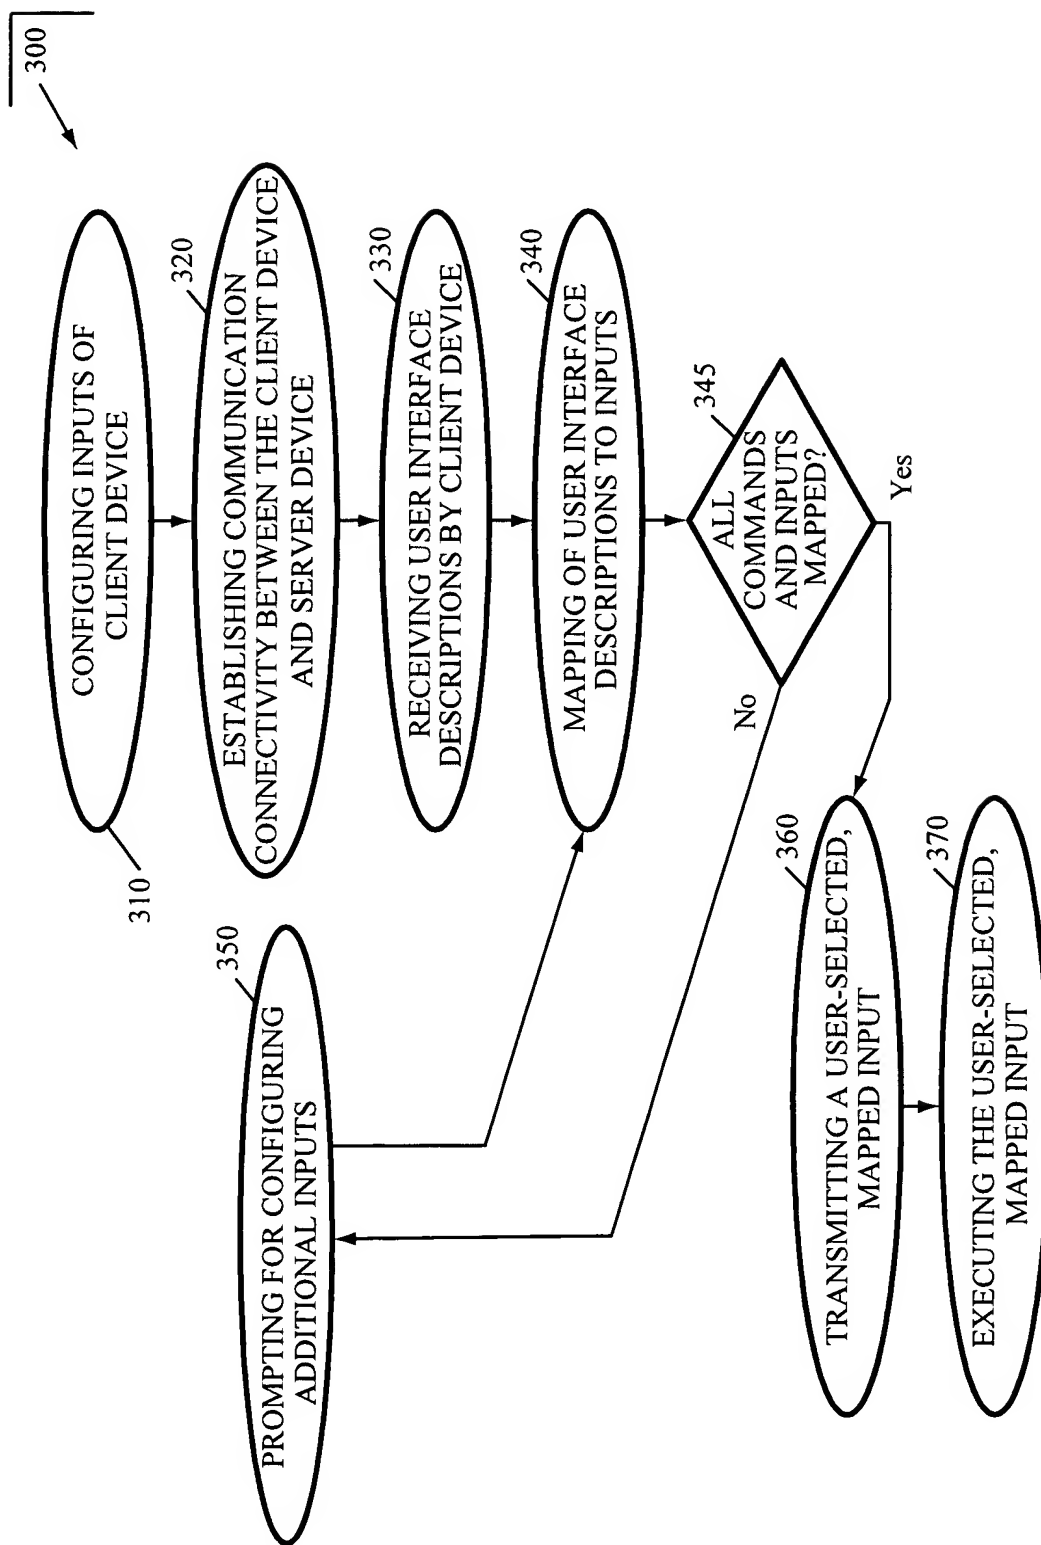 300
CONFIGURING INPUTS OF
CLIENT DEVICE
310
ESTABLISHING COMMUNICATION
CONNECTIVITY BETWEEN THE CLIENT DEVICE
AND SERVER DEVICE
320
RECEIVING USER INTERFACE
DESCRIPTIONS BY CLIENT DEVICE
330
MAPPING OF USER INTERFACE
DESCRIPTIONS TO INPUTS
340
ALL
COMMANDS
AND INPUTS
MAPPED?
345
No
Yes
PROMPTING FOR CONFIGURING
ADDITIONAL INPUTS
350
TRANSMITTING A USER-SELECTED,
MAPPED INPUT
360
EXECUTING THE USER-SELECTED,
MAPPED INPUT
370